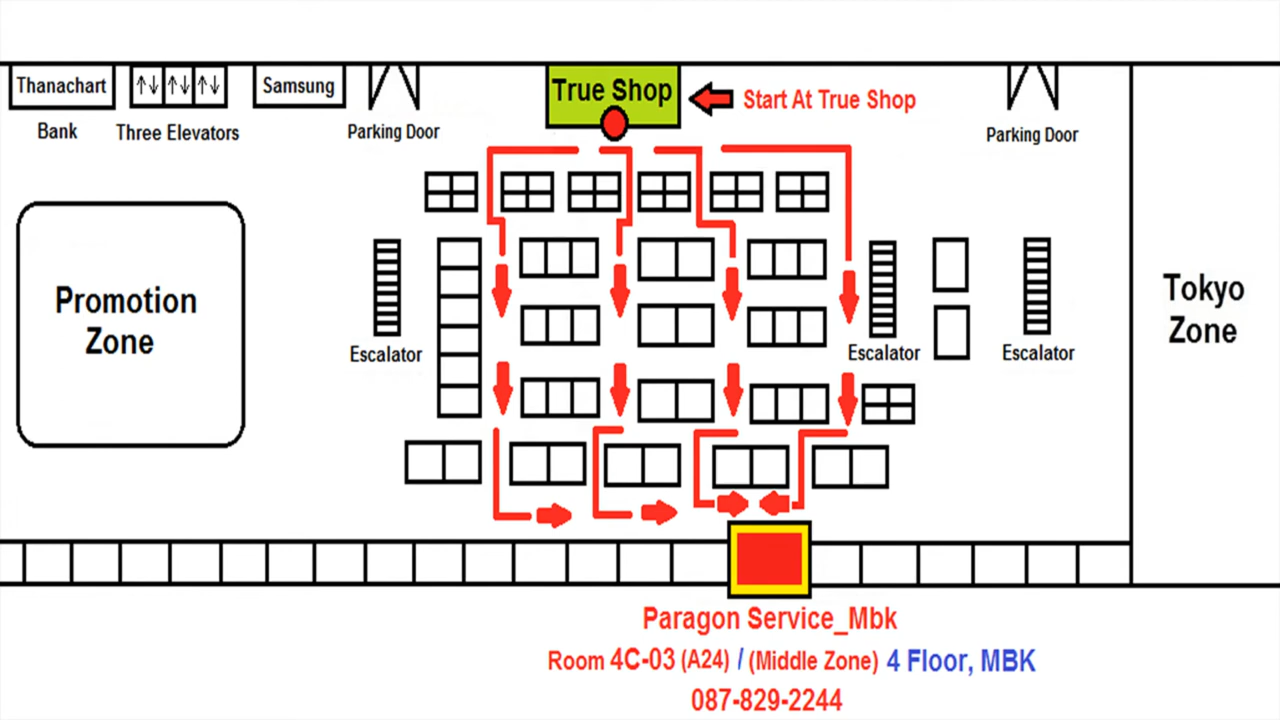 Thanachart
Bank
Three Elevators
Samsung
Parking Door
True Shop
Start At True Shop
Parking Door
Promotion
Zone
Escalator
Escalator
Escalator
Tokyo
Zone
Paragon Service_Mbk
Room 4C-03 (A24) / (Middle Zone) 4 Floor, MBK
087-829-2244